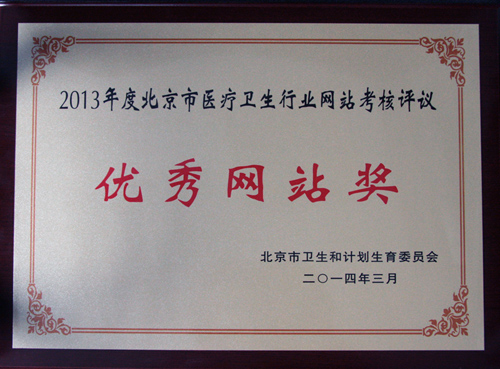 2013年度北京市医疗卫生行业网站考核评议
优秀网站奖
北京市卫生和计划生育委员会
二〇一四年三月